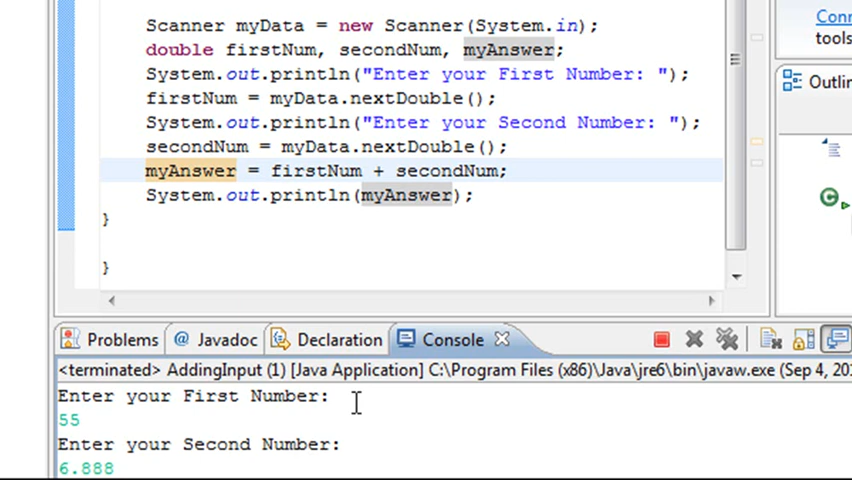 Scanner myData = new Scanner(System.in);
double firstNum, secondNum, myAnswer;
System.out.println("Enter your First Number: ");
firstNum = myData.nextDouble();
System.out.println("Enter your Second Number: ");
secondNum = myData.nextDouble();
myAnswer = firstNum + secondNum;
System.out.println(myAnswer);
}
}
Conn
tools
Outlin
Problems @ Javadoc Declaration Console
<terminated> AddingInput (1) [Java Application] C:\Program Files (x86)\Java\jre6\bin\javaw.exe (Sep 4, 20
Enter your First Number:
55
Enter your Second Number:
6.888